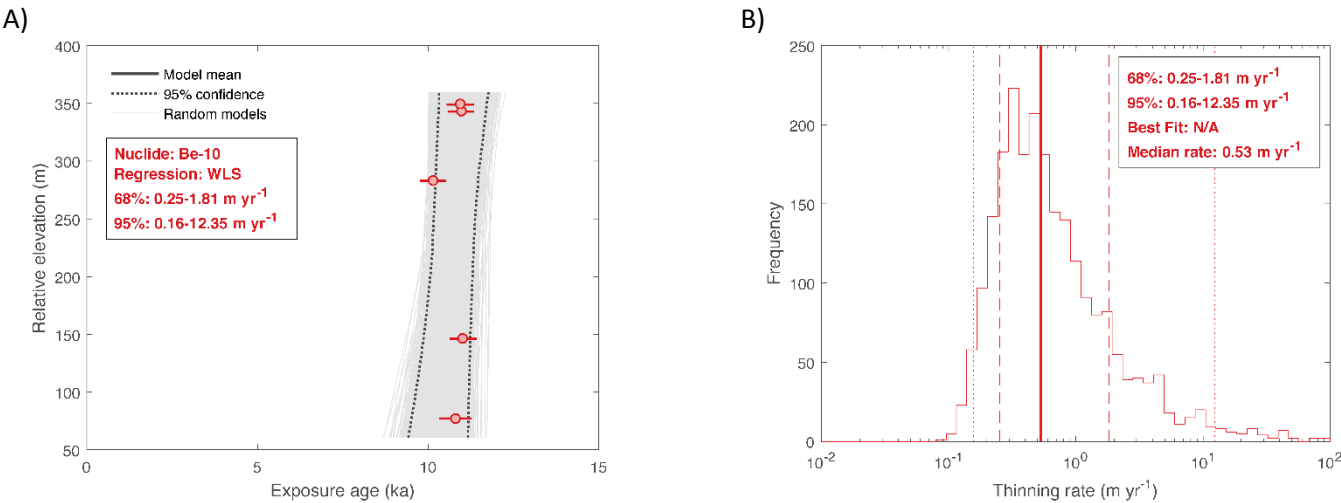 A)
400
350
300
250
200
150
100
50
Relative elevation (m)
Model mean
95% confidence
Random models
Nuclide: Be-10
Regression: WLS
68%: 0.25-1.81 m yr⁻¹
95%: 0.16-12.35 m yr⁻¹
0 5 10 15
Exposure age (ka)
B)
250
200
150
100
50
0
Frequency
68%: 0.25-1.81 m yr⁻¹
95%: 0.16-12.35 m yr⁻¹
Best Fit: N/A
Median rate: 0.53 m yr⁻¹
10⁻² 10⁻¹ 10⁰ 10¹ 10²
Thinning rate (m yr⁻¹)